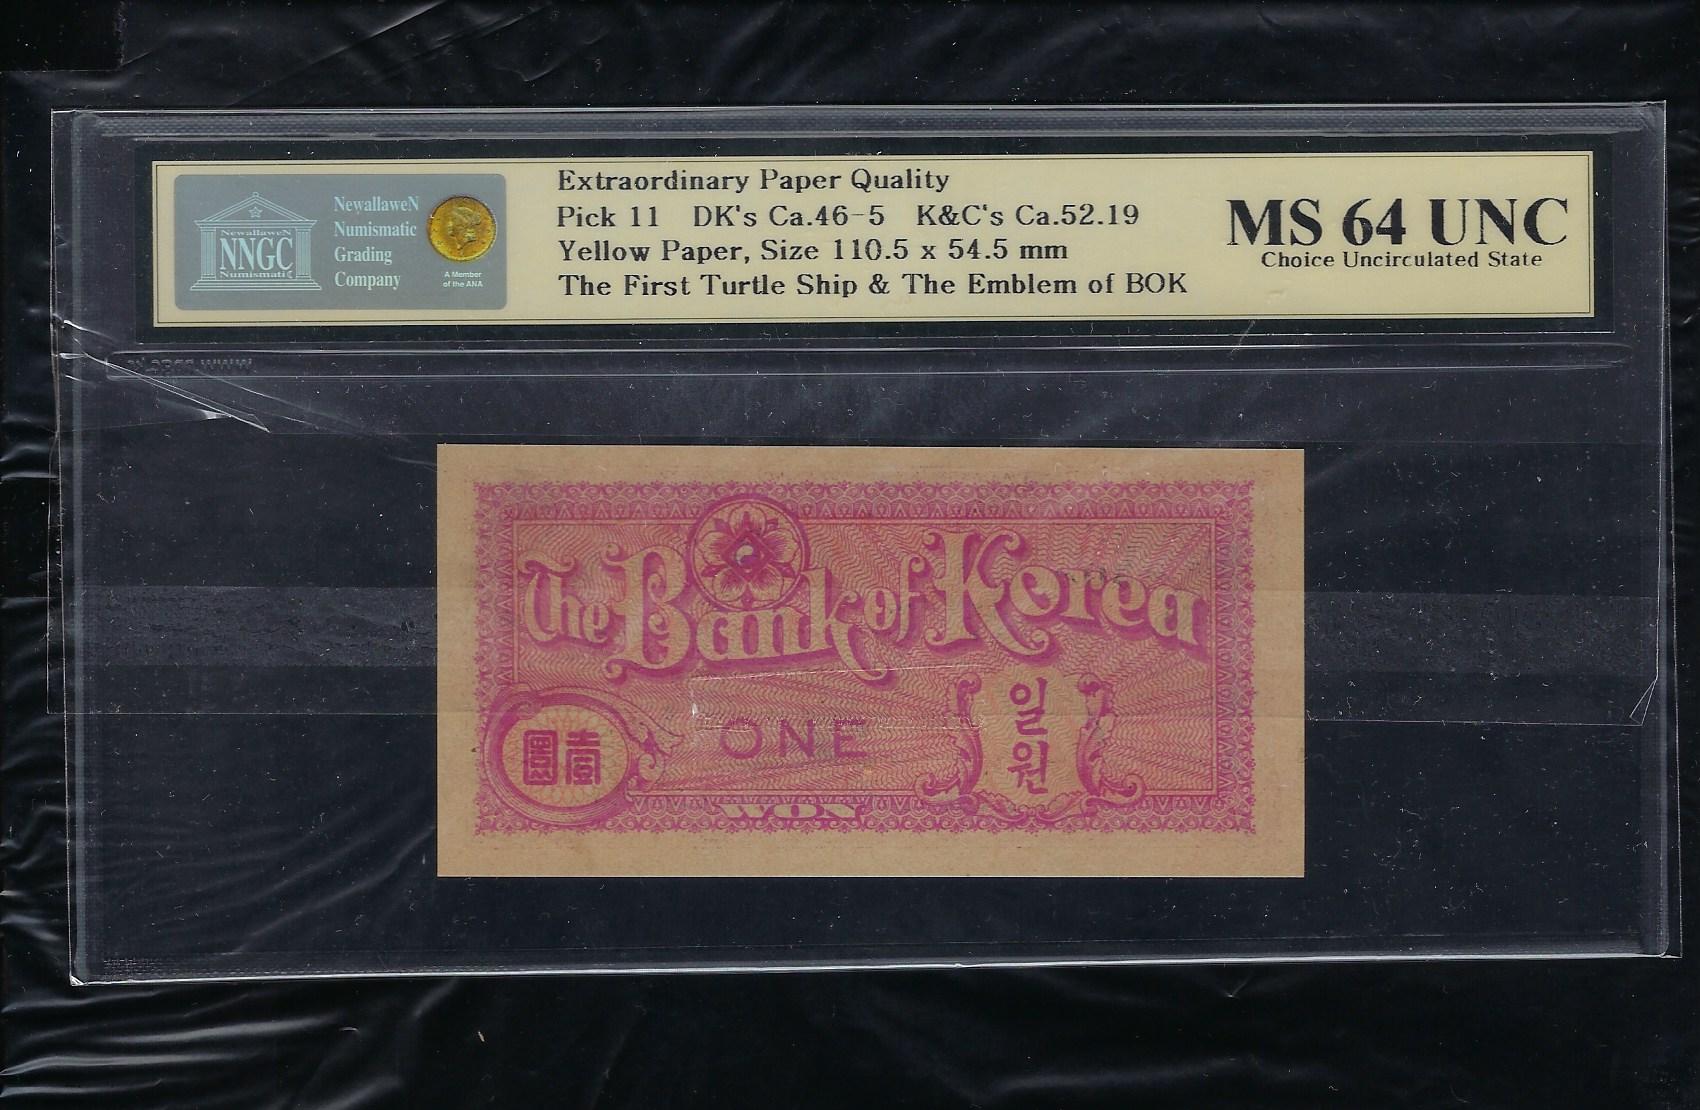 NewallaweN
Numismatic
Grading
Company
NewallaweN
NNGC
Numismatic
A Member
of the ANA
Extraordinary Paper Quality
Pick 11 DK's Ca.46-5 K&C's Ca.52.19
Yellow Paper, Size 110.5 x 54.5 mm
The First Turtle Ship & The Emblem of BOK
MS 64 UNC
Choice Uncirculated State
The Bank of Korea
圜壹
ONE
일
원
WON